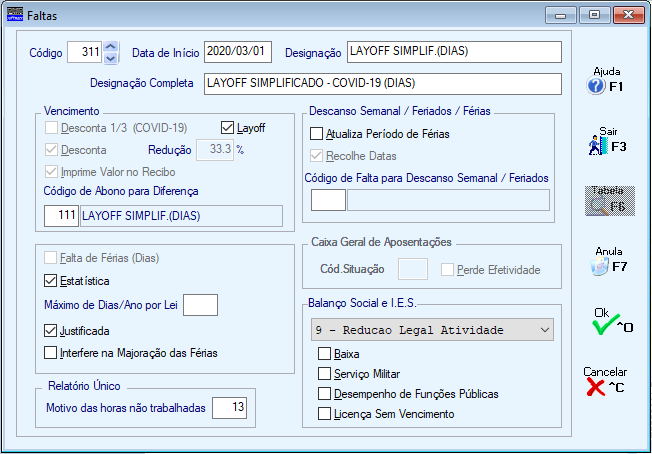 Faltas
Código 311 Data de Início 2020/03/01 Designação LAYOFF SIMPLIF.(DIAS)
Designação Completa LAYOFF SIMPLIFICADO - COVID-19 (DIAS)
Vencimento
Desconta 1/3 (COVID-19) Layoff
Desconta Redução 33.3 %
Imprime Valor no Recibo
Código de Abono para Diferença
111 LAYOFF SIMPLIF.(DIAS)
Descanso Semanal / Feriados / Férias
Atualiza Período de Férias
Recolhe Datas
Código de Falta para Descanso Semanal / Feriados
Falta de Férias (Dias)
Estatística
Máximo de Dias/Ano por Lei
Justificada
Interfere na Majoração das Férias
Caixa Geral de Aposentações
Cód.Situação Perde Efetividade
Balanço Social e I.E.S.
9 - Reducao Legal Atividade
Baixa
Serviço Militar
Desempenho de Funções Públicas
Licença Sem Vencimento
Relatório Único
Motivo das horas não trabalhadas 13
Ajuda
F1
Sair
F3
Tabela
F6
Anula
F7
Ok
^O
Cancelar
^C